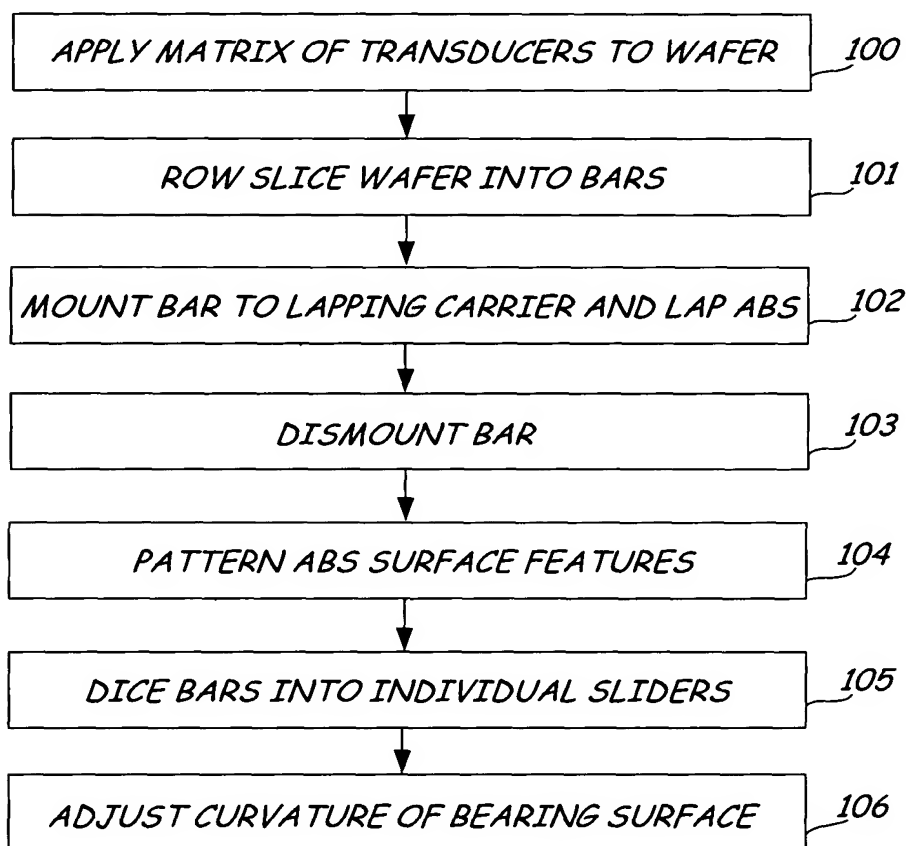 APPLY MATRIX OF TRANSDUCERS TO WAFER 100
ROW SLICE WAFER INTO BARS 101
MOUNT BAR TO LAPPING CARRIER AND LAP ABS 102
DISMOUNT BAR 103
PATTERN ABS SURFACE FEATURES 104
DICE BARS INTO INDIVIDUAL SLIDERS 105
ADJUST CURVATURE OF BEARING SURFACE 106